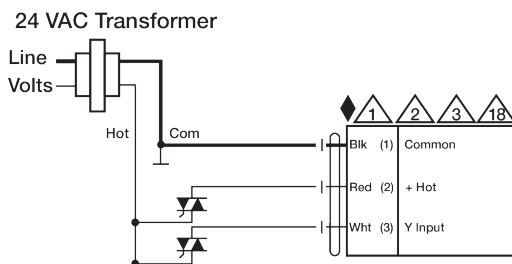 24 VAC Transformer
Line
Volts
Hot
Com
1 2 3 18
Blk (1) Common
Red (2) + Hot
Wht (3) Y Input